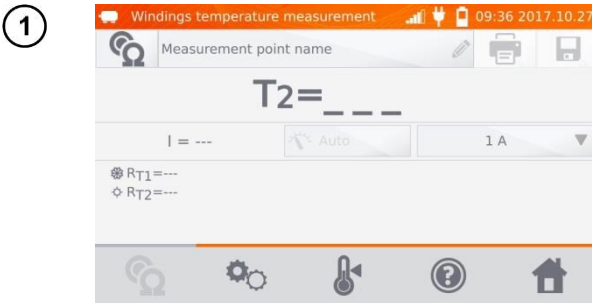 1
Windings temperature measurement 09:36 2017.10.27
Measurement point name
T2=_ _ _
I = --- Auto 1 A
RT1=---
RT2=---